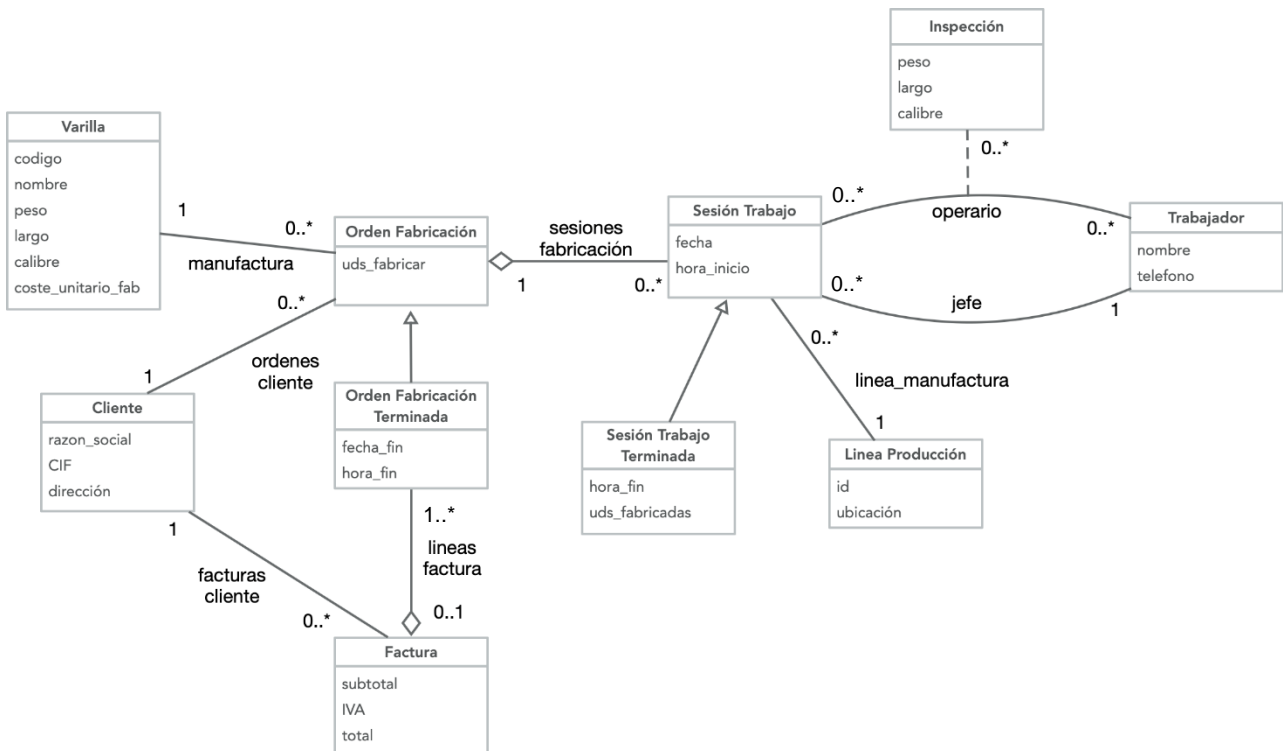 Inspección
peso
largo
calibre
0..*
Varilla
codigo
nombre
peso
largo
calibre
coste_unitario_fab
1
0..*
manufactura
Orden Fabricación
uds_fabricar
sesiones
fabricación
1
0..*
Sesión Trabajo
fecha
hora_inicio
0..*
operario
0..*
Trabajador
nombre
telefono
0..*
jefe
1
0..*
ordenes
cliente
1
0..*
linea_manufactura
1
Cliente
razon_social
CIF
dirección
Orden Fabricación
Terminada
fecha_fin
hora_fin
Sesión Trabajo
Terminada
hora_fin
uds_fabricadas
Linea Producción
id
ubicación
1
facturas
cliente
0..*
1..*
lineas
factura
0..1
Factura
subtotal
IVA
total